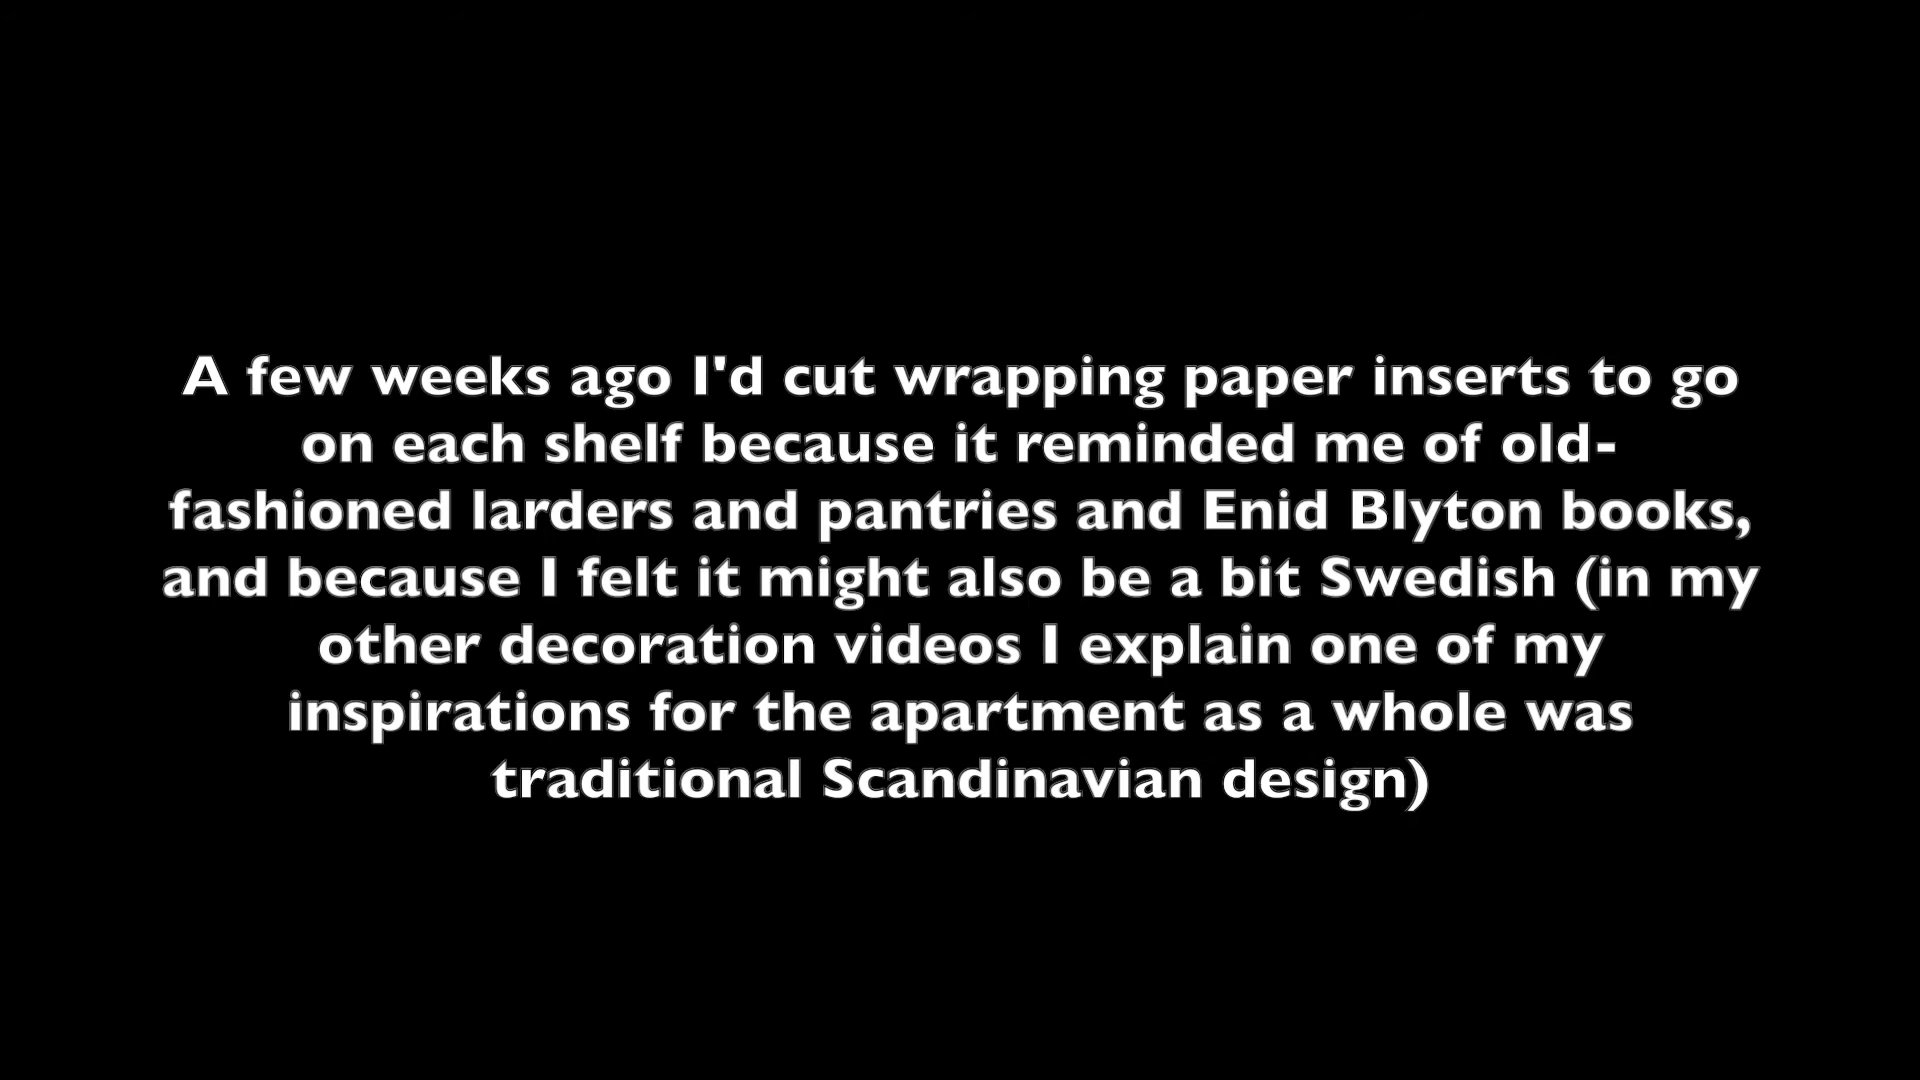 A few weeks ago I'd cut wrapping paper inserts to go
on each shelf because it reminded me of old-
fashioned larders and pantries and Enid Blyton books,
and because I felt it might also be a bit Swedish (in my
other decoration videos I explain one of my
inspirations for the apartment as a whole was
traditional Scandinavian design)